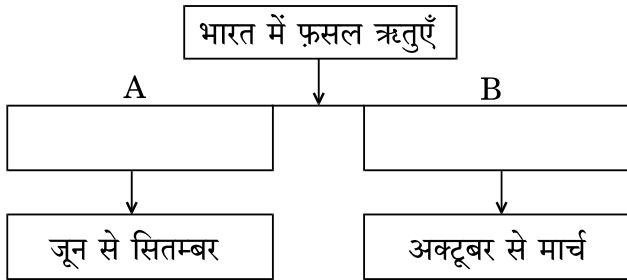 भारत में फ़सल ऋतुएँ
A
B
जून से सितम्बर
अक्टूबर से मार्च